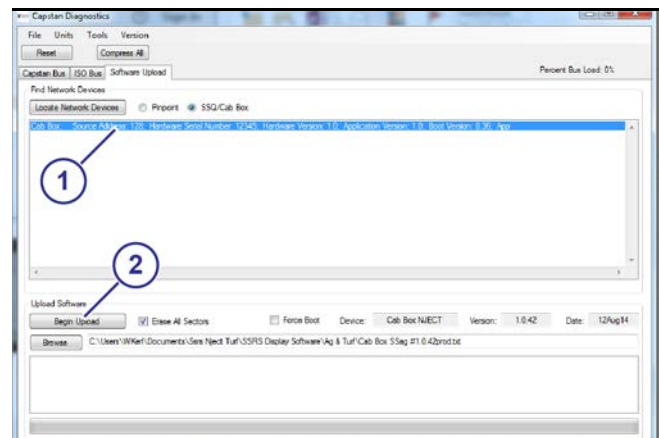 Capstan Diagnostics
File Units Tools Version
Reset Compress All
Capstan Bus ISO Bus Software Upload Percent Bus Load: 0%
Find Network Devices
Locate Network Devices Pinpoint SSQ/Cab Box
Cab Box: Source Address: 128; Hardware Serial Number: 12345; Hardware Version: 1.0; Application Version: 1.0; Boot Version: 0.36; App
1
2
Upload Software
Begin Upload Erase All Sectors Force Boot Device: Cab Box NJECT Version: 1.0.42 Date: 12Aug14
Browse C:\Users\WKerf\Documents\Sers Nject Turf\SSRS Display Software\Ag & Turf\Cab Box SSag #1.0.42prod.txt